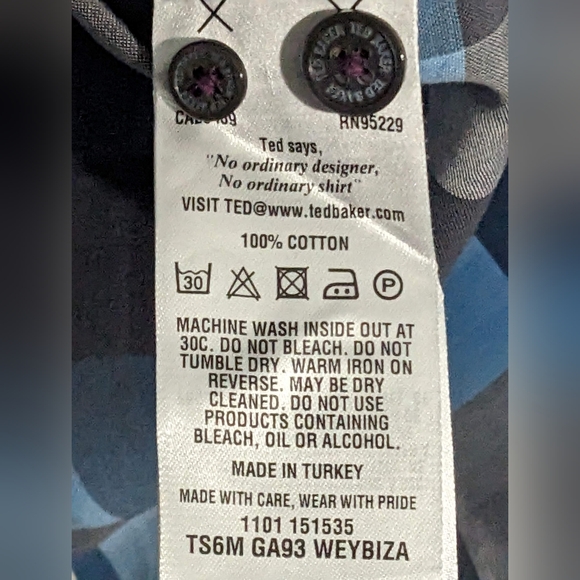 RN95229
Ted says,
"No ordinary designer,
No ordinary shirt"
VISIT TED@www.tedbaker.com
100% COTTON
30 P
MACHINE WASH INSIDE OUT AT
30C. DO NOT BLEACH. DO NOT
TUMBLE DRY. WARM IRON ON
REVERSE. MAY BE DRY
CLEANED. DO NOT USE
PRODUCTS CONTAINING
BLEACH, OIL OR ALCOHOL.
MADE IN TURKEY
MADE WITH CARE, WEAR WITH PRIDE
1101 151535
TS6M GA93 WEYBIZA